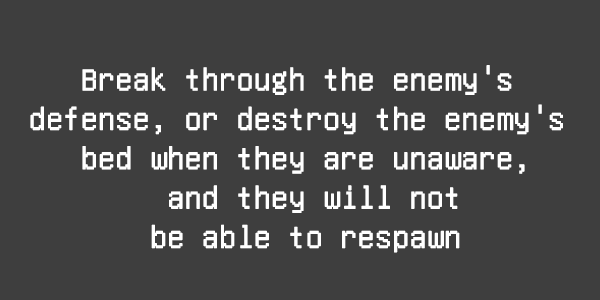 Break through the enemy's
defense, or destroy the enemy's
bed when they are unaware,
and they will not
be able to respawn